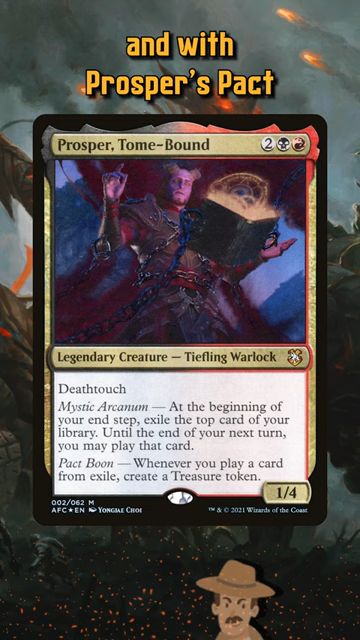 and with
Prosper's Pact
Prosper, Tome-Bound 2
Legendary Creature — Tiefling Warlock
Deathtouch
Mystic Arcanum — At the beginning of
your end step, exile the top card of your
library. Until the end of your next turn,
you may play that card.
Pact Boon — Whenever you play a card
from exile, create a Treasure token.
1/4
002/062 M
AFC★EN Yongjae Choi
™ & © 2021 Wizards of the Coast